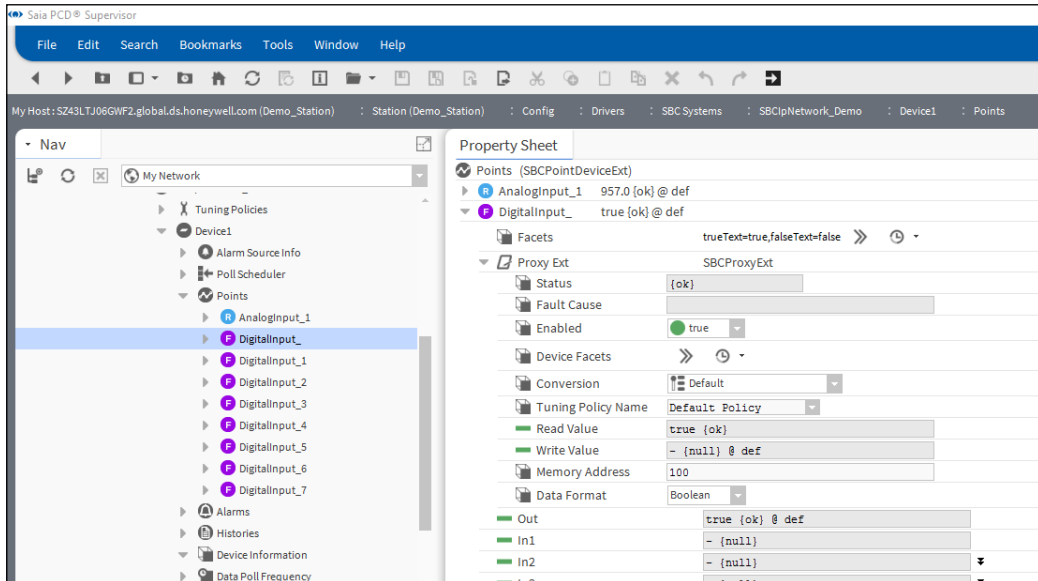 Saia PCD® Supervisor
File Edit Search Bookmarks Tools Window Help
My Host : SZ43LTJ06GWF2.global.ds.honeywell.com (Demo_Station) : Station (Demo_Station) : Config : Drivers : SBC Systems : SBCIpNetwork_Demo : Device1 : Points
Nav
My Network
Tuning Policies
Device1
Alarm Source Info
Poll Scheduler
Points
R AnalogInput_1
F DigitalInput_
F DigitalInput_1
F DigitalInput_2
F DigitalInput_3
F DigitalInput_4
F DigitalInput_5
F DigitalInput_6
F DigitalInput_7
Alarms
Histories
Device Information
Data Poll Frequency
Property Sheet
Points (SBCPointDeviceExt)
R AnalogInput_1 957.0 {ok} @ def
F DigitalInput_ true {ok} @ def
Facets trueText=true,falseText=false
Proxy Ext SBCProxyExt
Status {ok}
Fault Cause
Enabled true
Device Facets
Conversion Default
Tuning Policy Name Default Policy
Read Value true {ok}
Write Value - {null} @ def
Memory Address 100
Data Format Boolean
Out true {ok} @ def
In1 - {null}
In2 - {null}